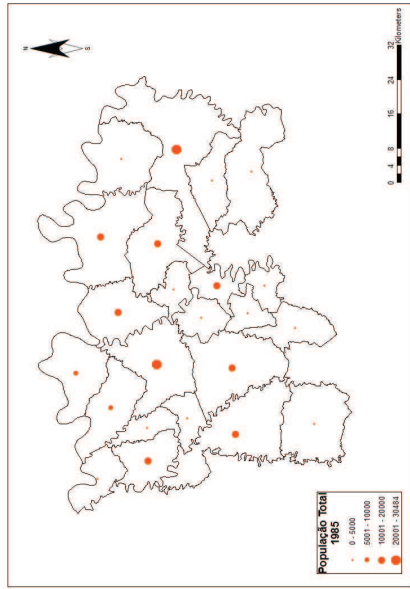 N
S
População Total
1985
0 - 5000
5001 - 10000
10001 - 20000
20001 - 30484
0 4 8 16 24 32
Kilometers